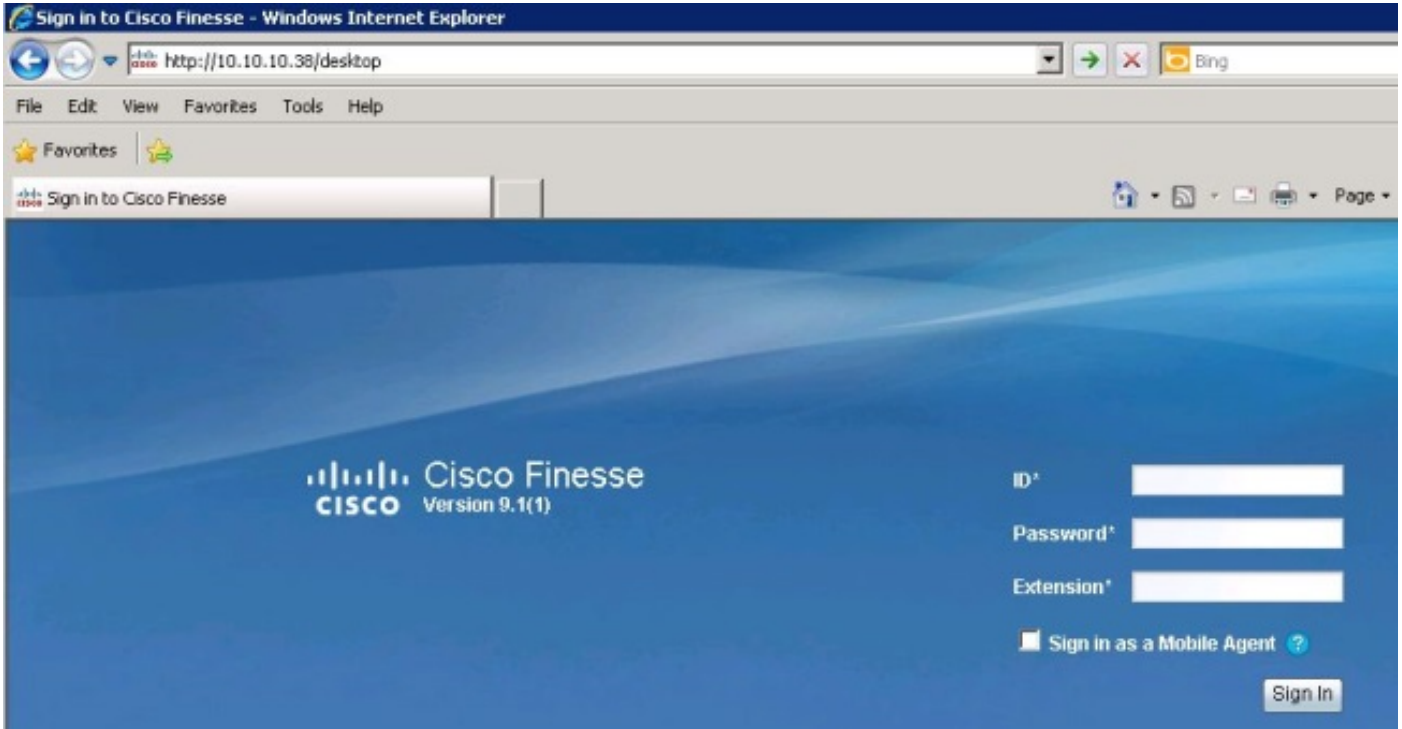 Sign in to Cisco Finesse - Windows Internet Explorer
http://10.10.10.38/desktop
Bing
File Edit View Favorites Tools Help
Favorites
Sign in to Cisco Finesse
Page
Cisco Finesse
CISCO Version 9.1(1)
ID*
Password*
Extension*
Sign in as a Mobile Agent ?
Sign In